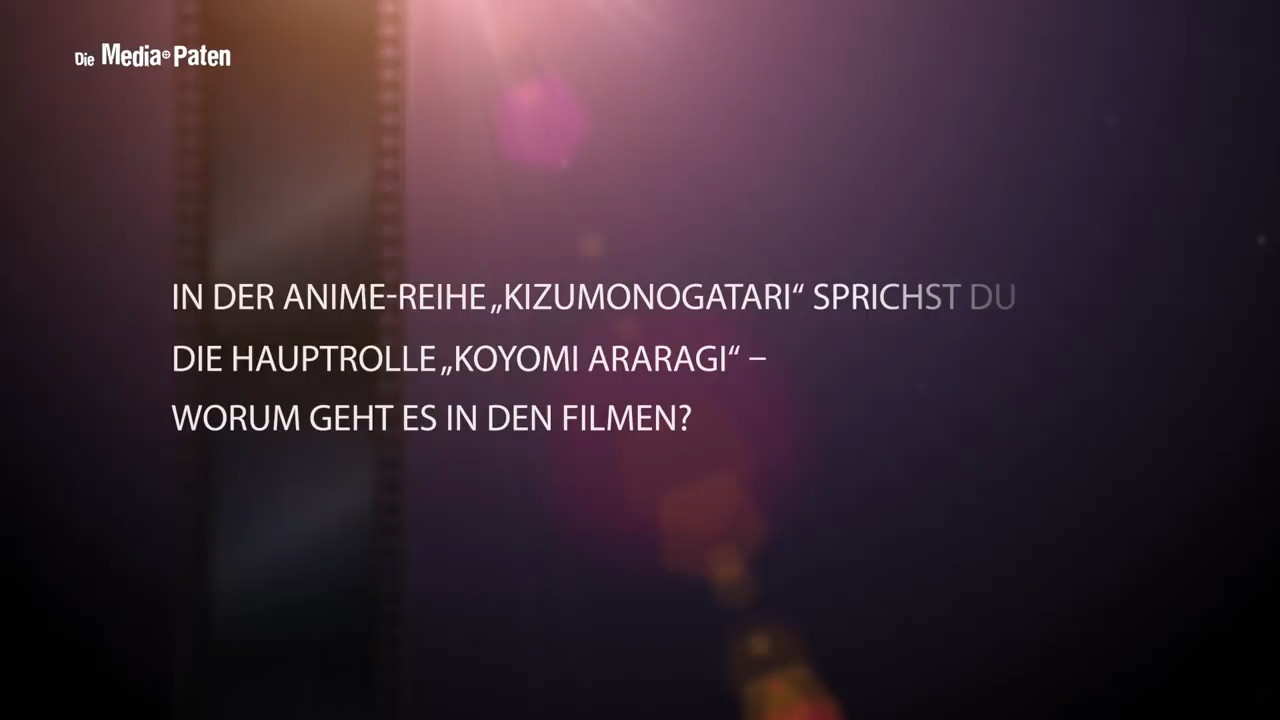 Die Media Paten
IN DER ANIME-REIHE „KIZUMONOGATARI“ SPRICHST DU
DIE HAUPTROLLE „KOYOMI ARARAGI“ –
WORUM GEHT ES IN DEN FILMEN?